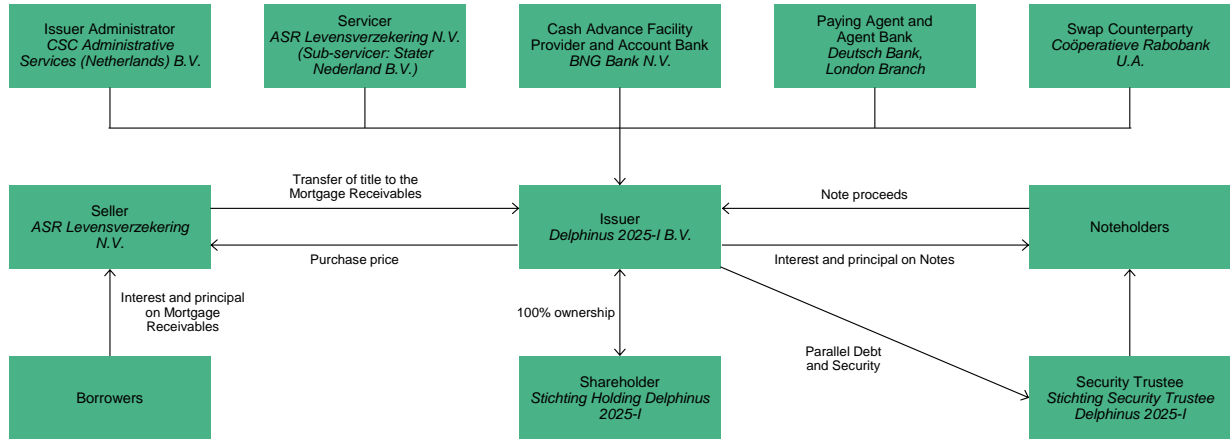 Issuer Administrator
CSC Administrative
Services (Netherlands) B.V.
Servicer
ASR Levensverzekering N.V.
(Sub-servicer: Stater
Nederland B.V.)
Cash Advance Facility
Provider and Account Bank
BNG Bank N.V.
Paying Agent and
Agent Bank
Deutsch Bank,
London Branch
Swap Counterparty
Coöperatieve Rabobank
U.A.
Seller
ASR Levensverzekering
N.V.
Transfer of title to the
Mortgage Receivables
Purchase price
Issuer
Delphinus 2025-I B.V.
Note proceeds
Interest and principal on Notes
Noteholders
Interest and principal
on Mortgage
Receivables
100% ownership
Parallel Debt
and Security
Borrowers
Shareholder
Stichting Holding Delphinus
2025-I
Security Trustee
Stichting Security Trustee
Delphinus 2025-I